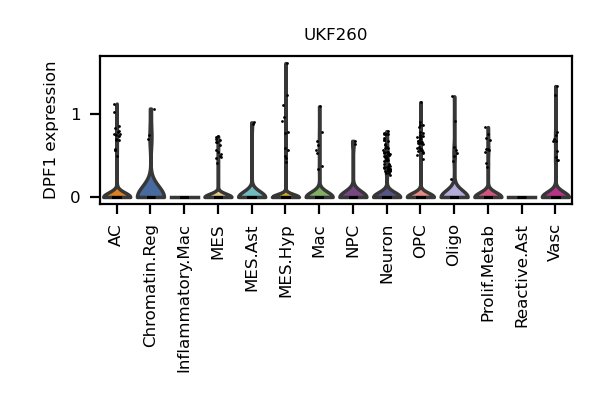 UKF260
DPF1 expression
1
0
AC
Chromatin.Reg
Inflammatory.Mac
MES
MES.Ast
MES.Hyp
Mac
NPC
Neuron
OPC
Oligo
Prolif.Metab
Reactive.Ast
Vasc